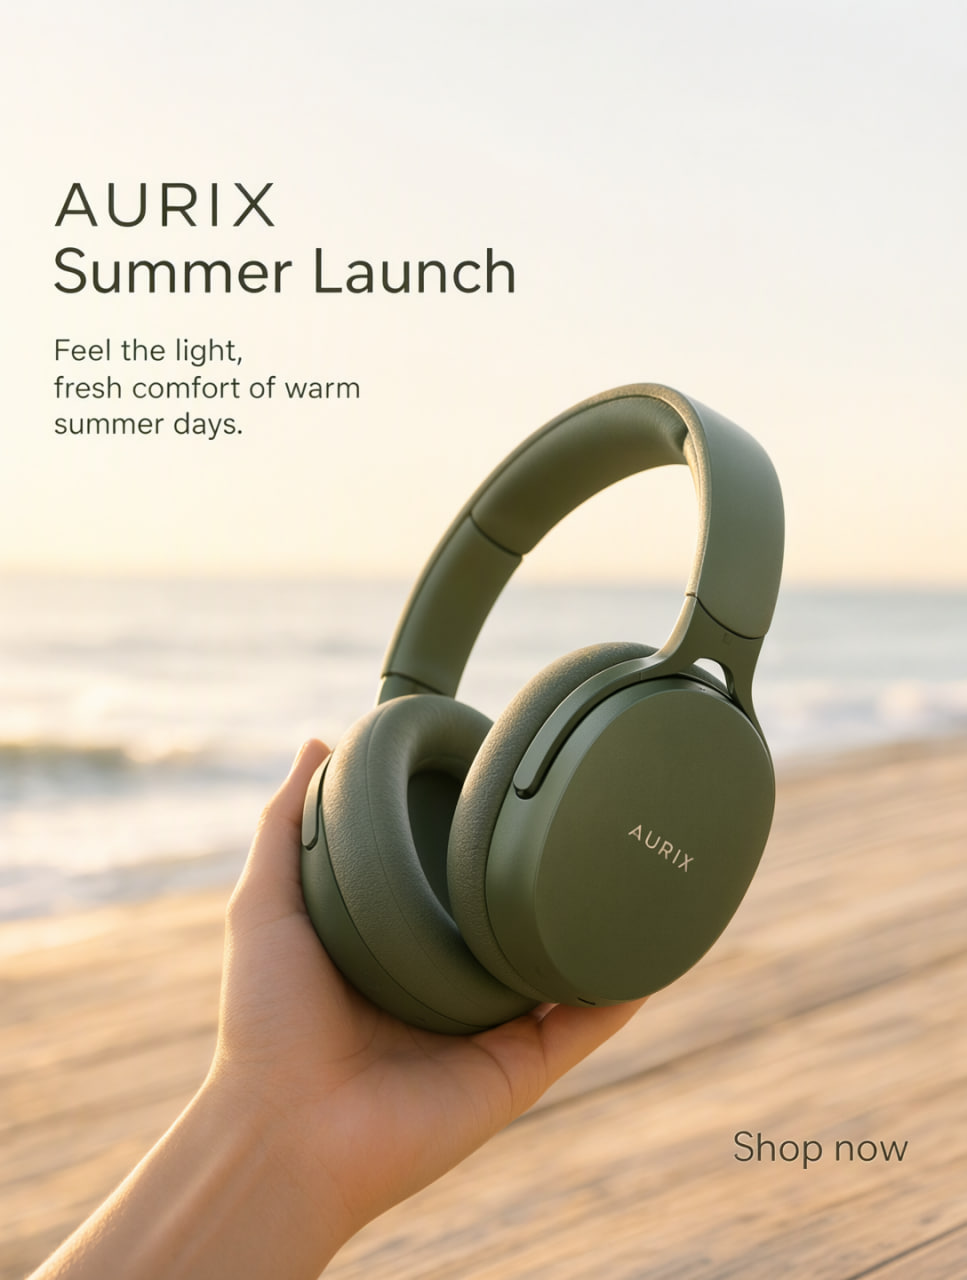 AURIX
Summer Launch
Feel the light,
fresh comfort of warm
summer days.
AURIX
Shop now